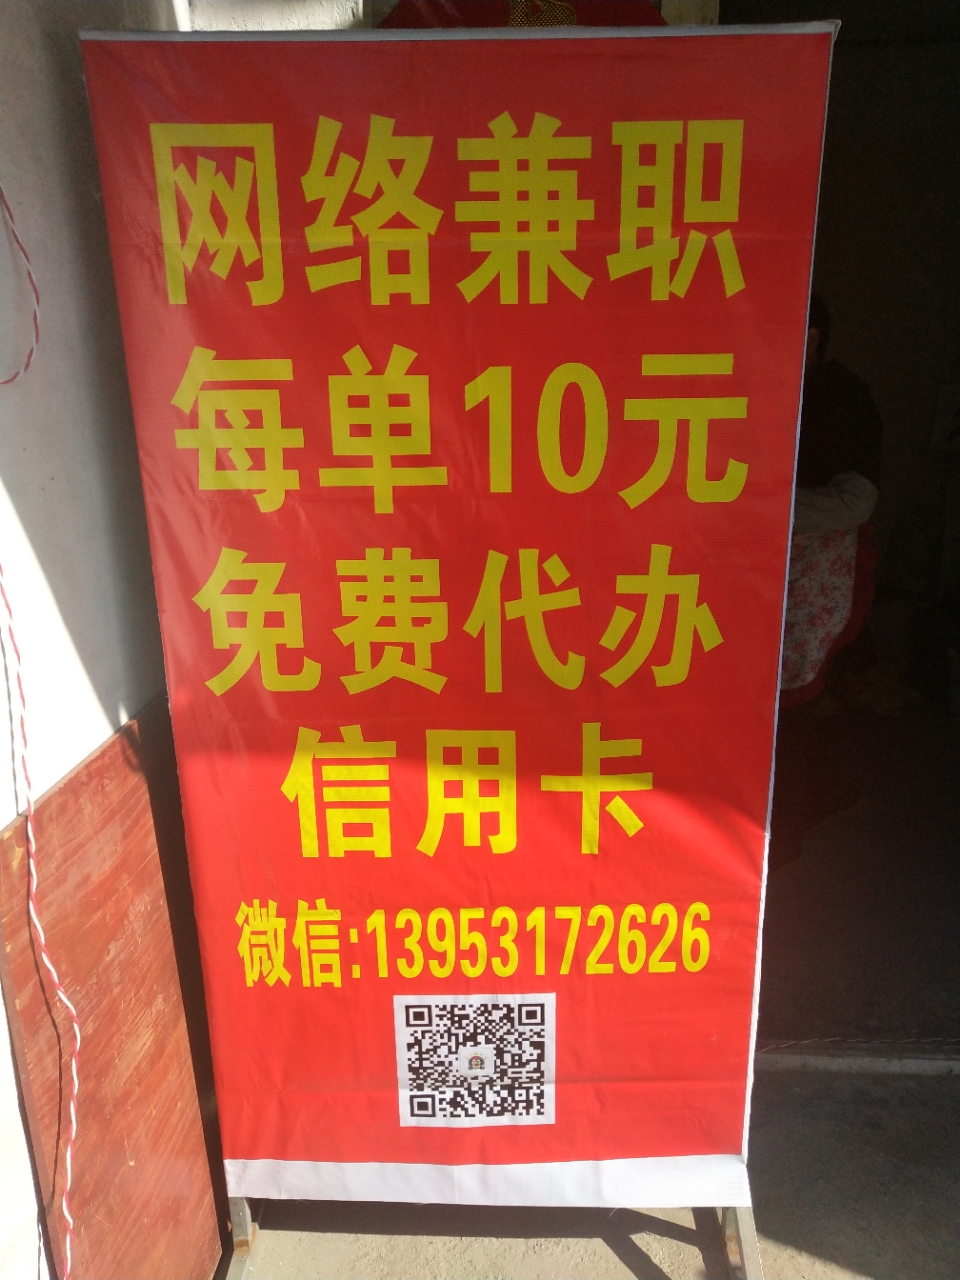 网络兼职
每单10元
免费代办
信用卡
微信:13953172626